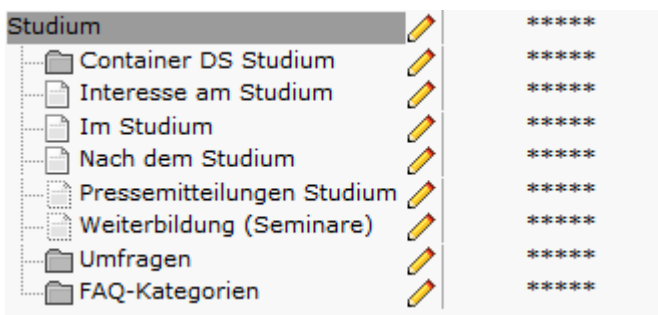 Studium *****
Container DS Studium *****
Interesse am Studium *****
Im Studium *****
Nach dem Studium *****
Pressemitteilungen Studium *****
Weiterbildung (Seminare) *****
Umfragen *****
FAQ-Kategorien *****